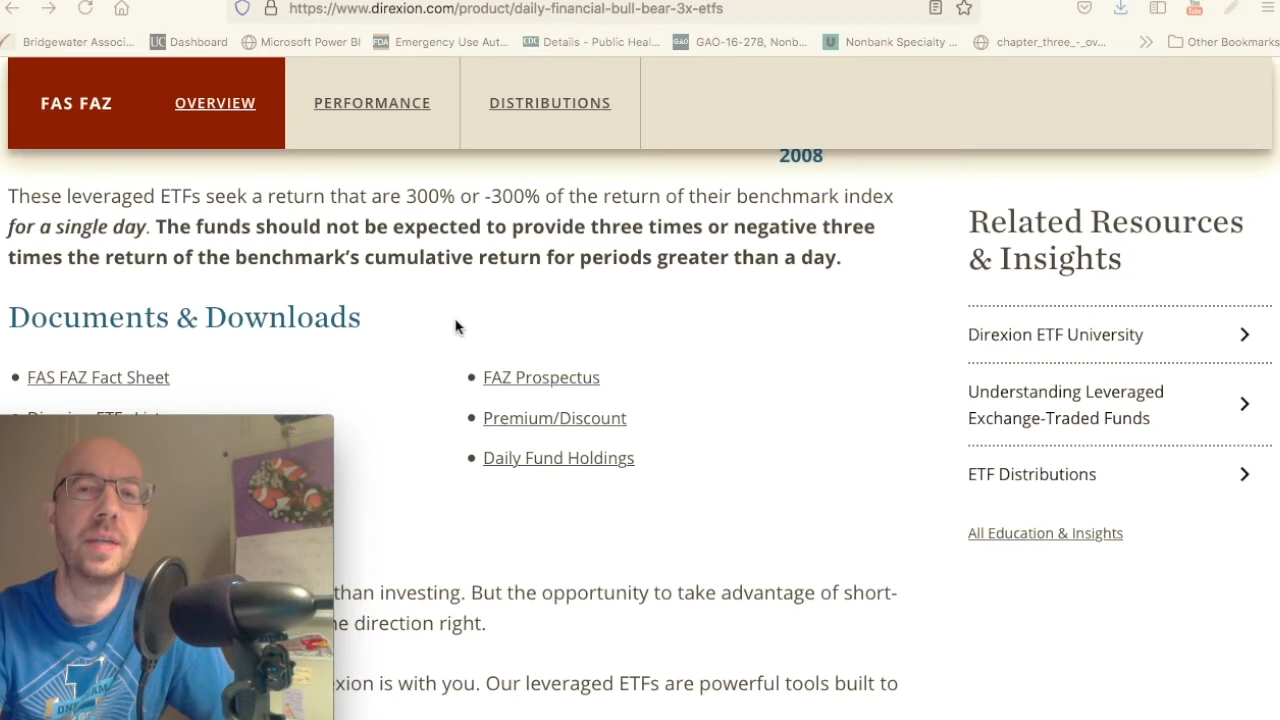 https://www.direxion.com/product/daily-financial-bull-bear-3x-etfs
Bridgewater Associ...
UC Dashboard
Microsoft Power BI
FDA Emergency Use Aut...
CDC Details - Public Heal...
GAO GAO-16-278, Nonb...
U Nonbank Specialty ...
chapter_three_-_ov...
Other Bookmarks
FAS FAZ
OVERVIEW
PERFORMANCE
DISTRIBUTIONS
2008
These leveraged ETFs seek a return that are 300% or -300% of the return of their benchmark index
for a single day. The funds should not be expected to provide three times or negative three
times the return of the benchmark’s cumulative return for periods greater than a day.
Documents & Downloads
FAS FAZ Fact Sheet
FAZ Prospectus
Premium/Discount
Daily Fund Holdings
than investing. But the opportunity to take advantage of short-
direction right.
is with you. Our leveraged ETFs are powerful tools built to
Related Resources
& Insights
Direxion ETF University
Understanding Leveraged
Exchange-Traded Funds
ETF Distributions
All Education & Insights